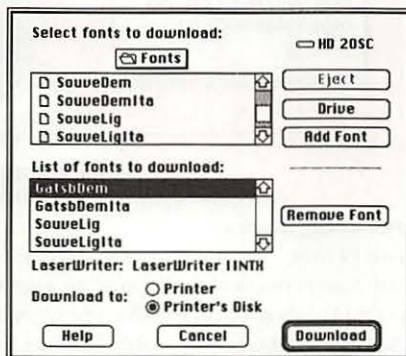 Select fonts to download:
HD 20SC
Fonts
SouveDem
SouveDemIta
SouveLig
SouveLigIta
Eject
Drive
Add Font
List of fonts to download:
GatsbDem
GatsbDemIta
SouveLig
SouveLigIta
Remove Font
LaserWriter: LaserWriter IINTX
Download to:
Printer
Printer's Disk
Help
Cancel
Download